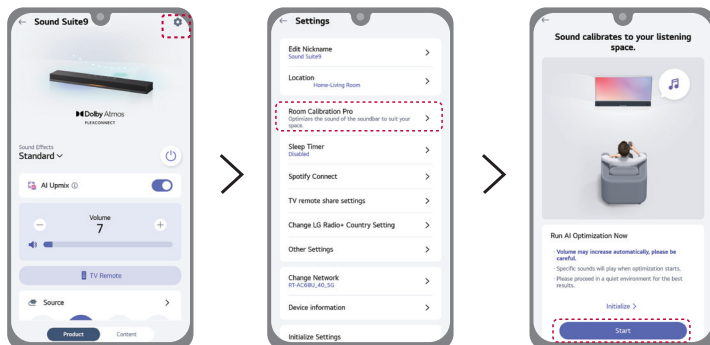 Sound Suite9
Dolby Atmos
FLEXCONNECT
Sound Effects
Standard
AI Upmix
Volume
7
TV Remote
Source
Product
Content
Settings
Edit Nickname
Sound Suite9
Location
Home-Living Room
Room Calibration Pro
Optimizes the sound of the soundbar to suit your
space.
Sleep Timer
Disabled
Spotify Connect
TV remote share settings
Change LG Radio+ Country Setting
Other Settings
Change Network
RT-AC68U_40_5G
Device information
Initialize Settings
Sound calibrates to your listening
space.
Run AI Optimization Now
· Volume may increase automatically, please be
careful.
· Specific sounds will play when optimization starts.
· Please proceed in a quiet environment for the best
results.
Initialize >
Start